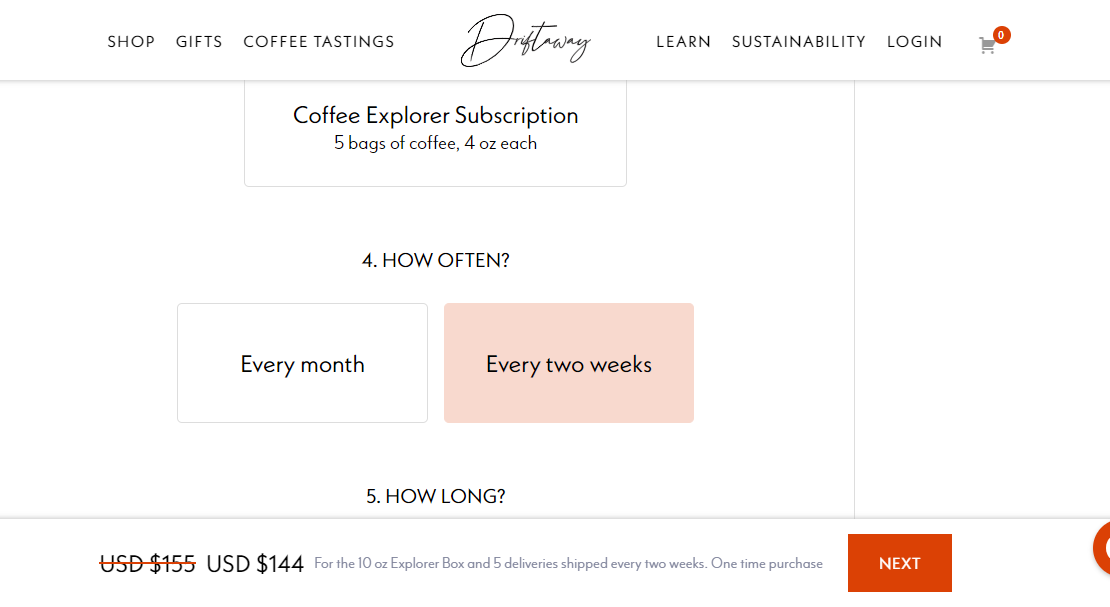 SHOP GIFTS COFFEE TASTINGS Driftaway LEARN SUSTAINABILITY LOGIN 0
Coffee Explorer Subscription
5 bags of coffee, 4 oz each
4. HOW OFTEN?
Every month Every two weeks
5. HOW LONG?
USD $155 USD $144 For the 10 oz Explorer Box and 5 deliveries shipped every two weeks. One time purchase NEXT